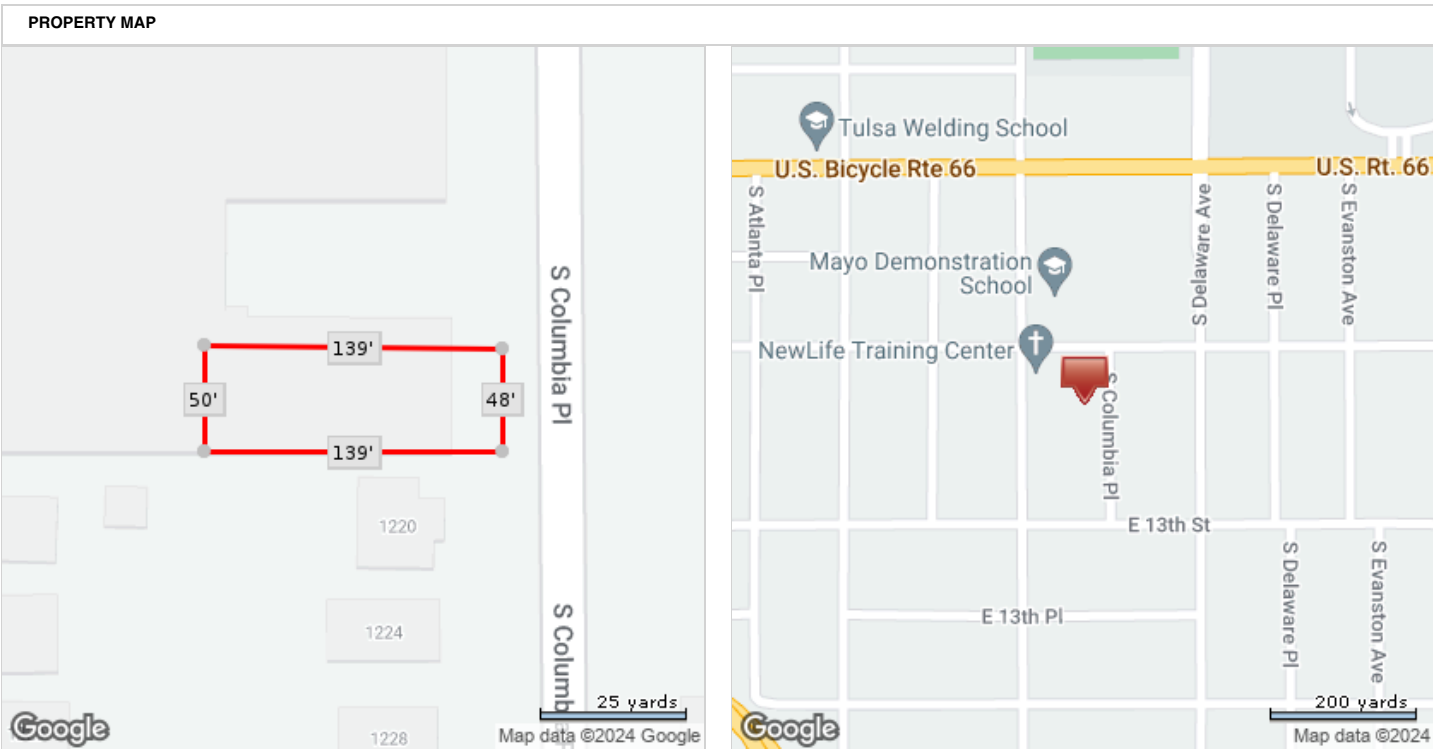 PROPERTY MAP
139'
50'
48'
139'
S Columbia Pl
1220
1224
S Columb
1228
25 yards
Google
Map data ©2024 Google
Tulsa Welding School
U.S. Bicycle Rte 66
U.S. Rt. 66
S Atlanta Pl
S Delaware Ave
S Delaware Pl
S Evanston Ave
Mayo Demonstration
School
NewLife Training Center
S Columbia Pl
E 13th St
S Delaware Pl
S Evanston Ave
E 13th Pl
200 yards
Google
Map data ©2024